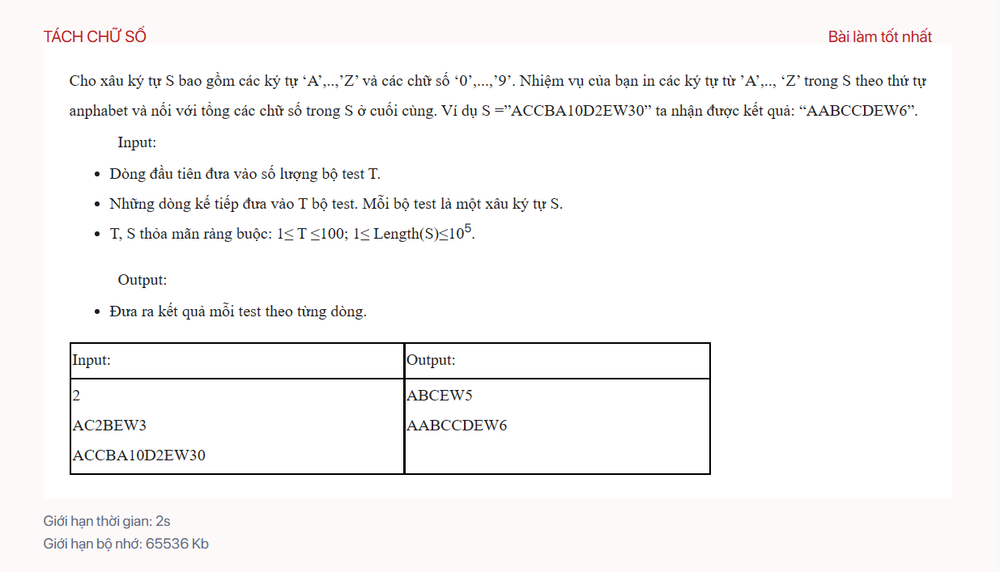 TÁCH CHỮ SỐ
Bài làm tốt nhất
Cho xâu ký tự S bao gồm các ký tự ‘A’,..,’Z’ và các chữ số ‘0’,...,’9’. Nhiệm vụ của bạn in các ký tự từ ’A’,.., ‘Z’ trong S theo thứ tự
anphabet và nối với tổng các chữ số trong S ở cuối cùng. Ví dụ S =”ACCBA10D2EW30” ta nhận được kết quả: “AABCCDEW6”.
Input:
• Dòng đầu tiên đưa vào số lượng bộ test T.
• Những dòng kế tiếp đưa vào T bộ test. Mỗi bộ test là một xâu ký tự S.
• T, S thỏa mãn ràng buộc: 1≤ T ≤100; 1≤ Length(S)≤10⁵.
Output:
• Đưa ra kết quả mỗi test theo từng dòng.
Input: Output:
2 ABCEW5
AC2BEW3 AABCCDEW6
ACCBA10D2EW30
Giới hạn thời gian: 2s
Giới hạn bộ nhớ: 65536 Kb